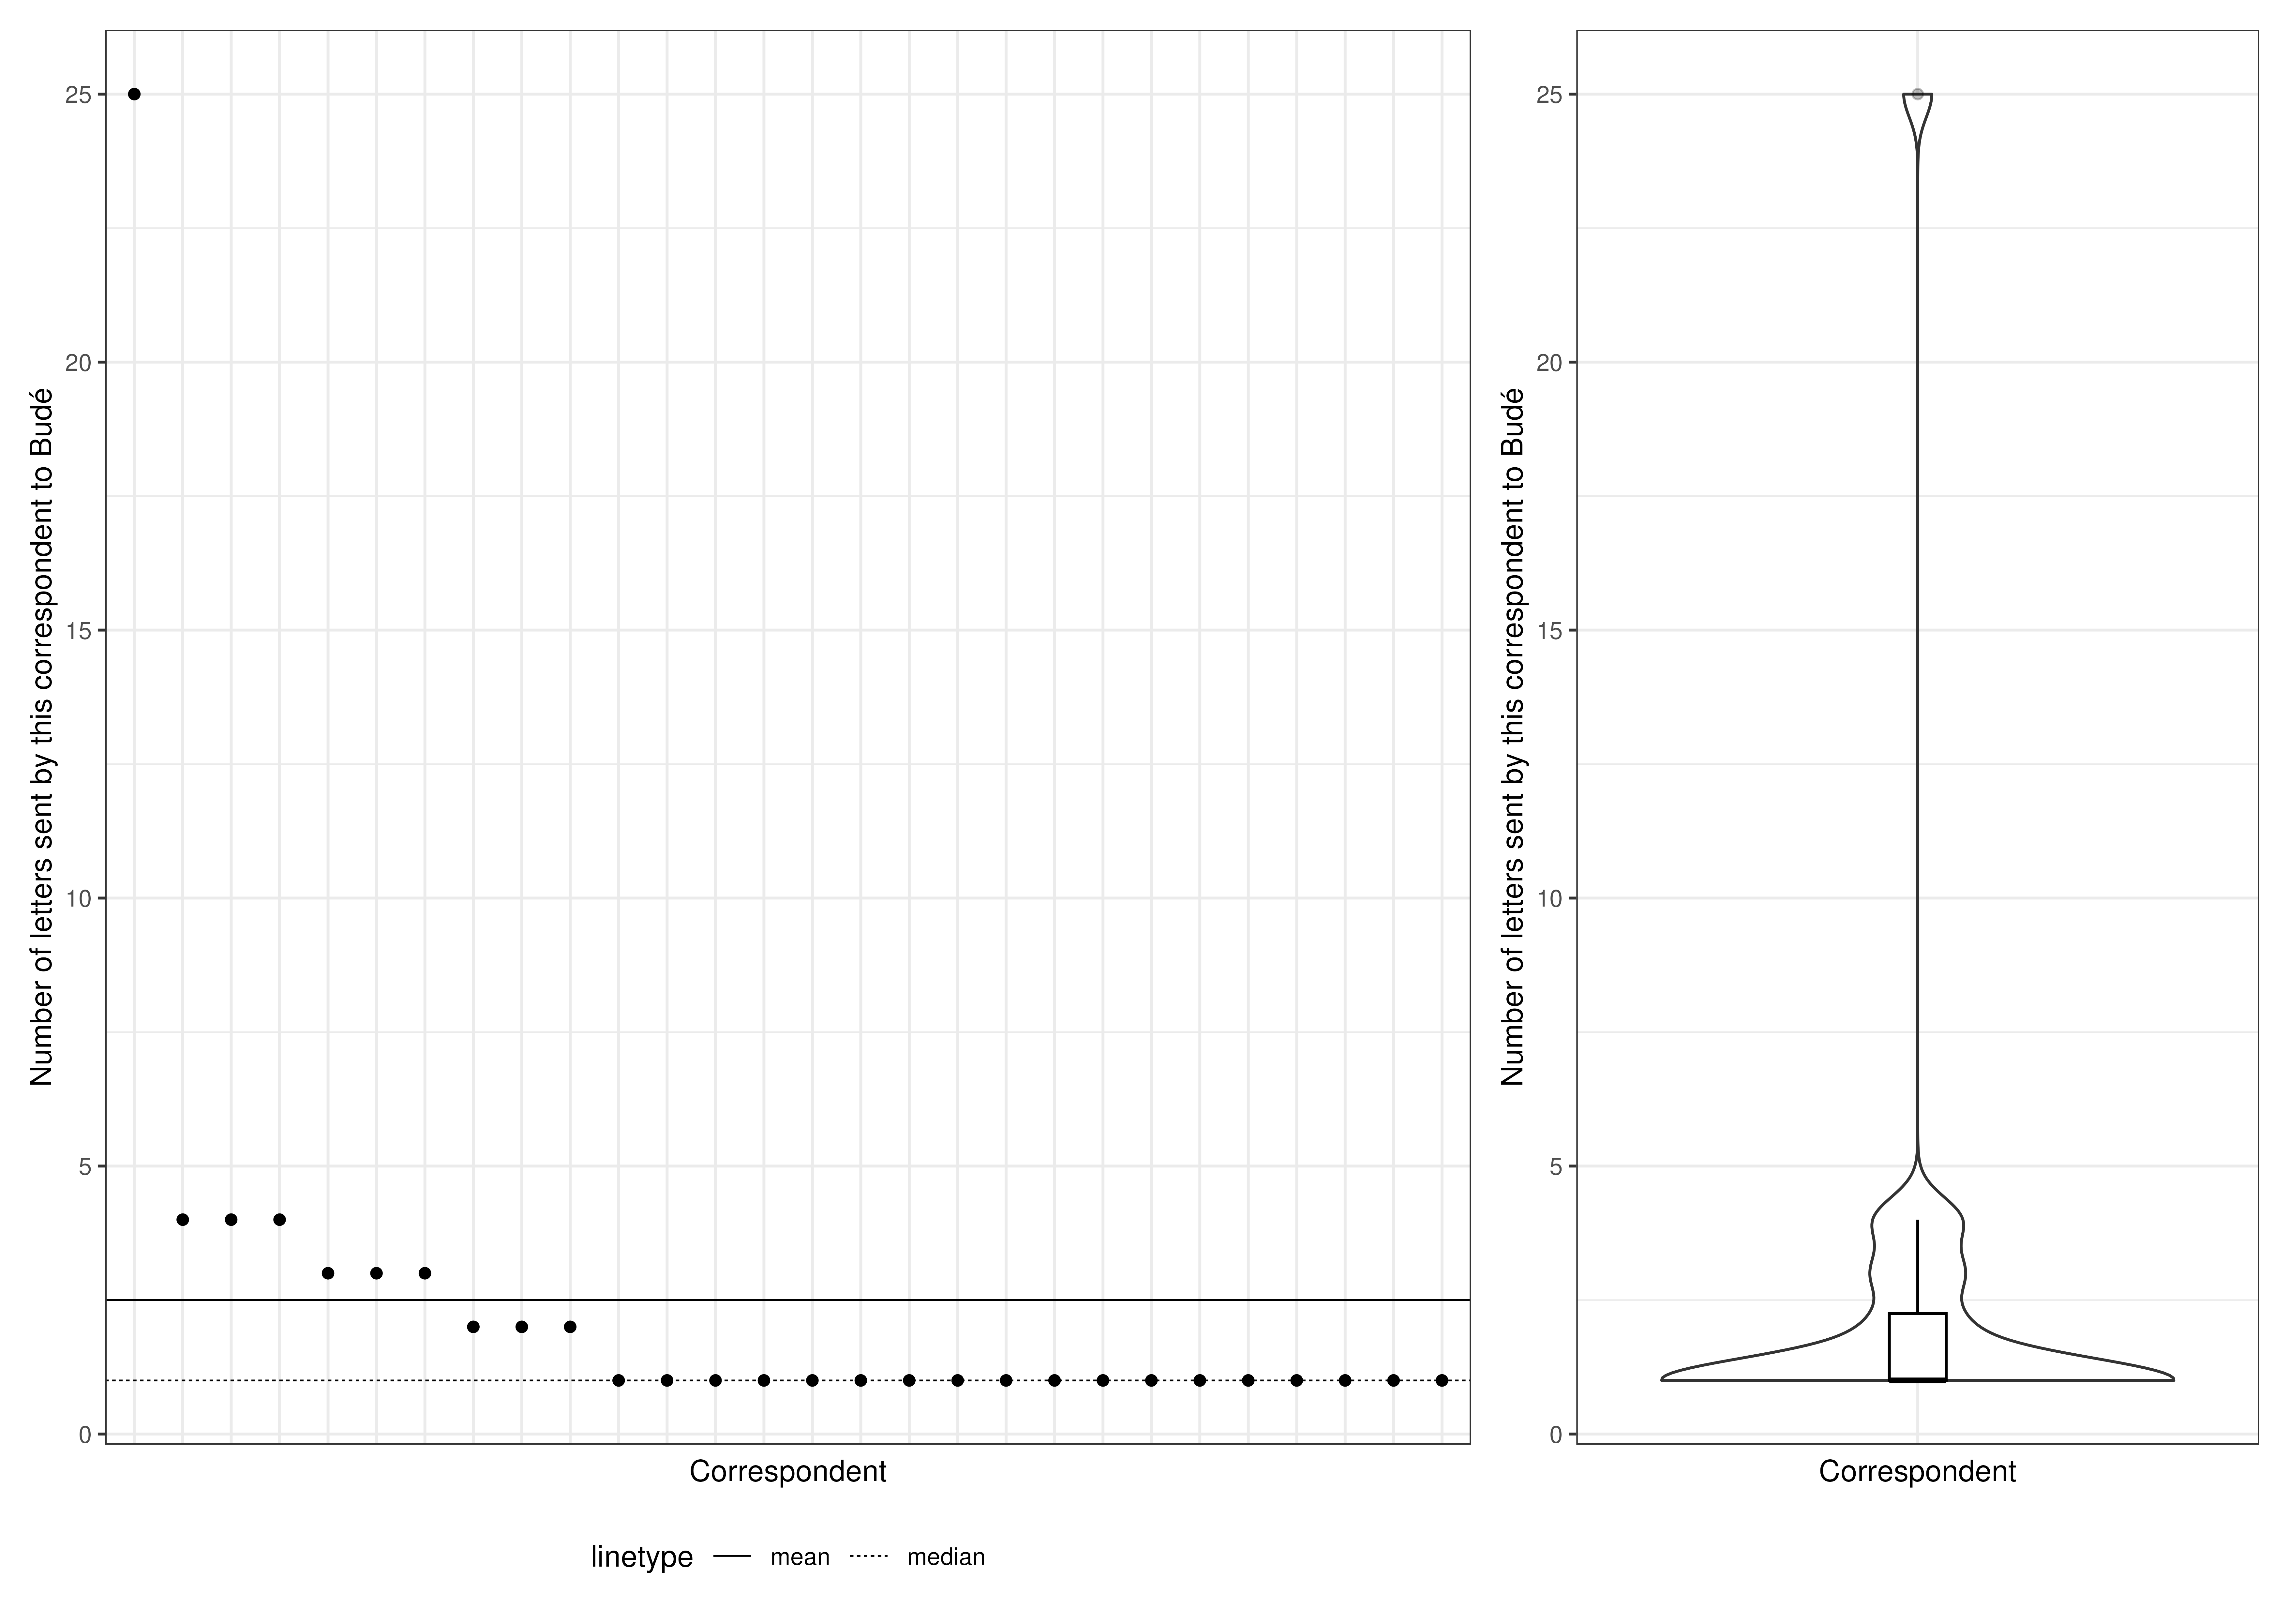 Number of letters sent by this correspondent to Budé
25
20
15
10
5
0
Correspondent
linetype mean median
Number of letters sent by this correspondent to Budé
25
20
15
10
5
0
Correspondent